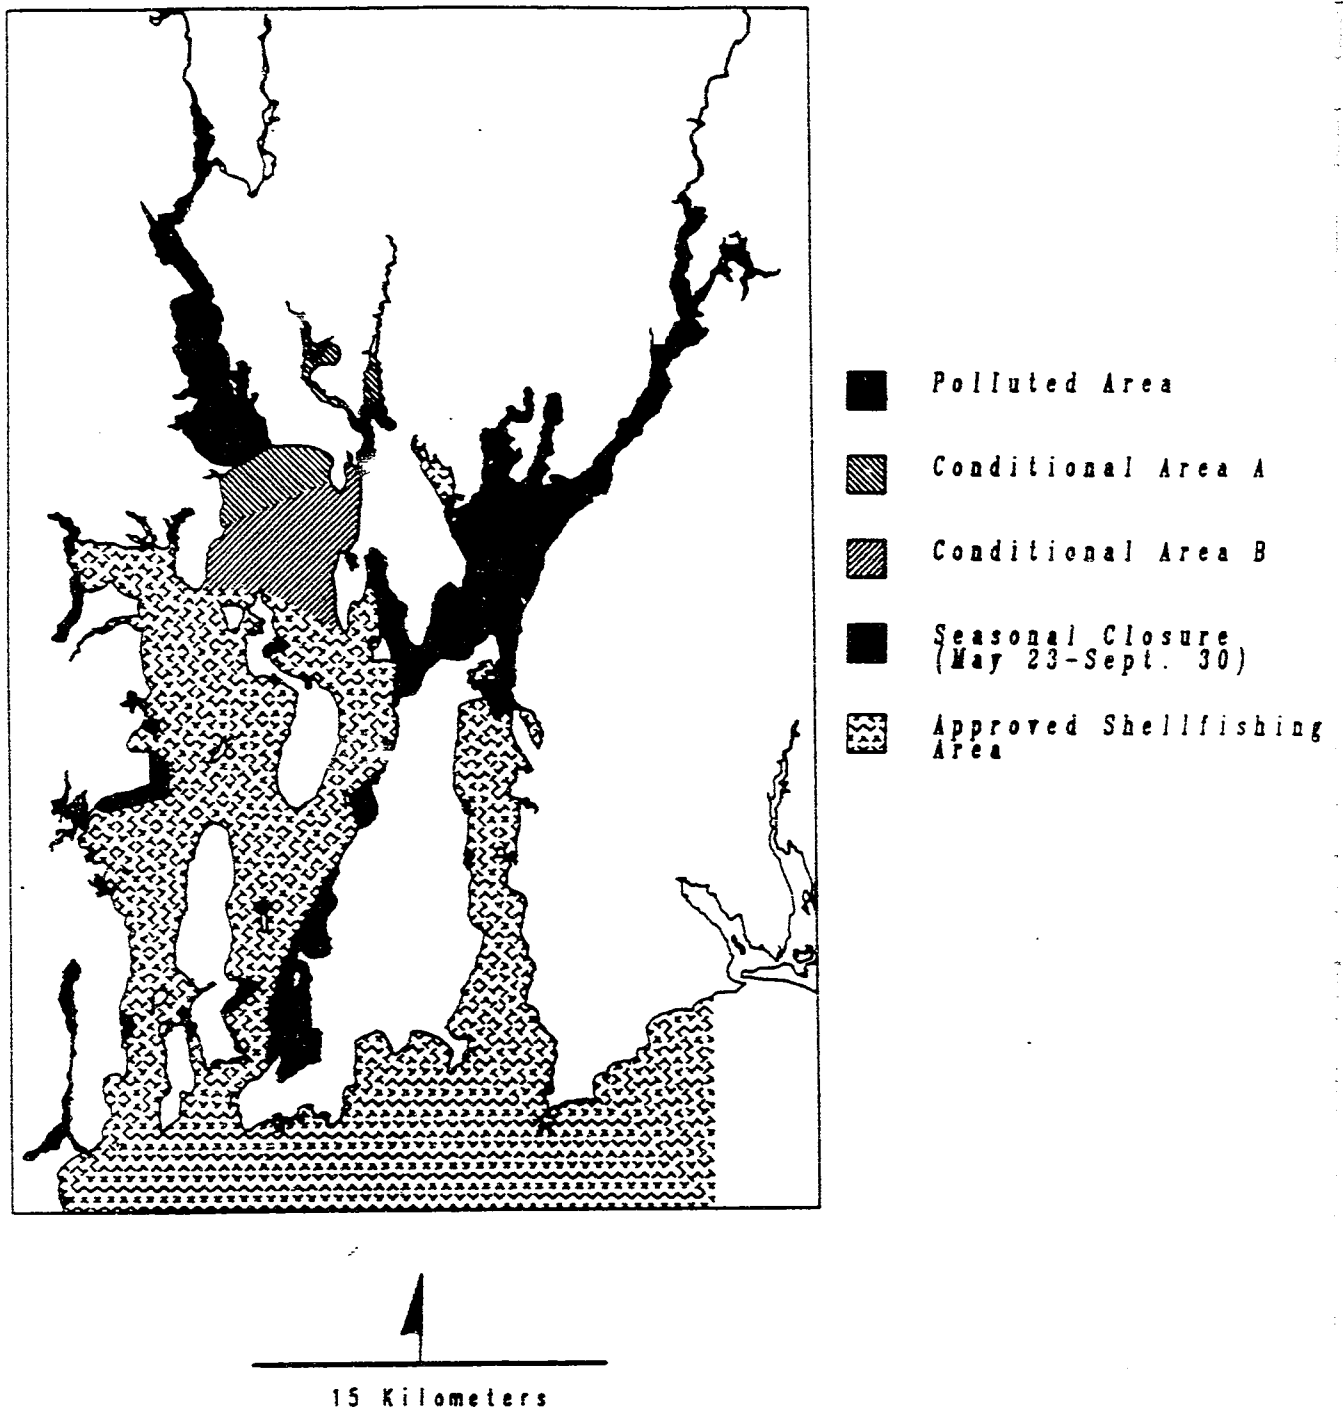 Polluted Area
Conditional Area A
Conditional Area B
Seasonal Closure
(May 23-Sept. 30)
Approved Shellfishing
Area
15 Kilometers